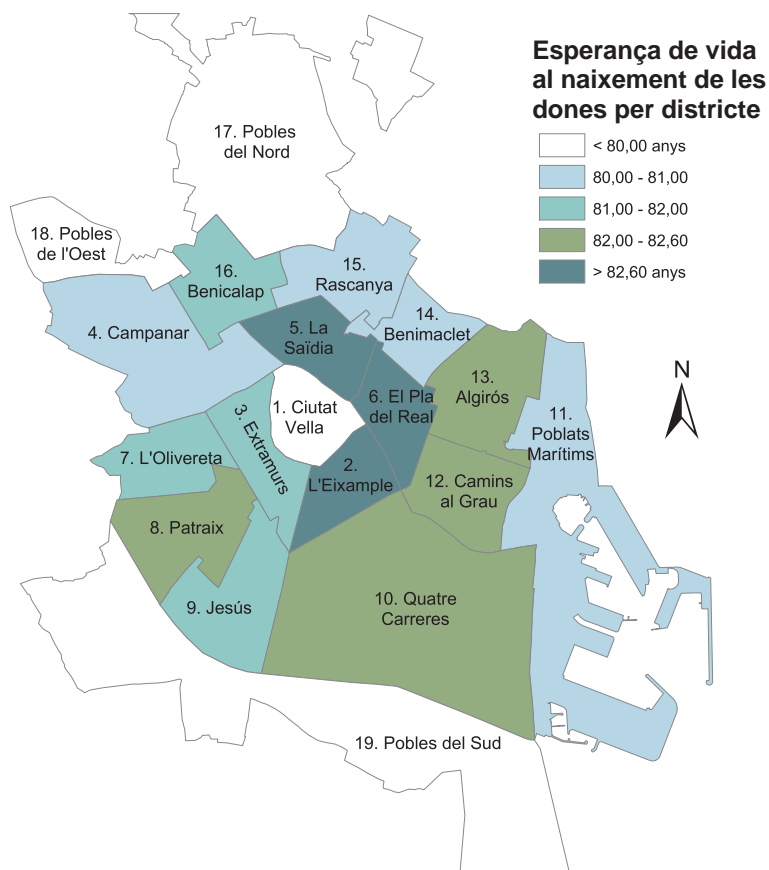 Esperança de vida
al naixement de les
dones per districte
< 80,00 anys
80,00 - 81,00
81,00 - 82,00
82,00 - 82,60
> 82,60 anys
17. Pobles
del Nord
18. Pobles
de l'Oest
16.
Benicalap
15.
Rascanya
4. Campanar
5. La
Saïdia
14.
Benimaclet
N
13.
Algirós
6. El Pla
del Real
1. Ciutat
Vella
3. Extramurs
11.
Poblats
Marítims
7. L'Olivereta
2.
L'Eixample
12. Camins
al Grau
8. Patraix
9. Jesús
10. Quatre
Carreres
19. Pobles del Sud